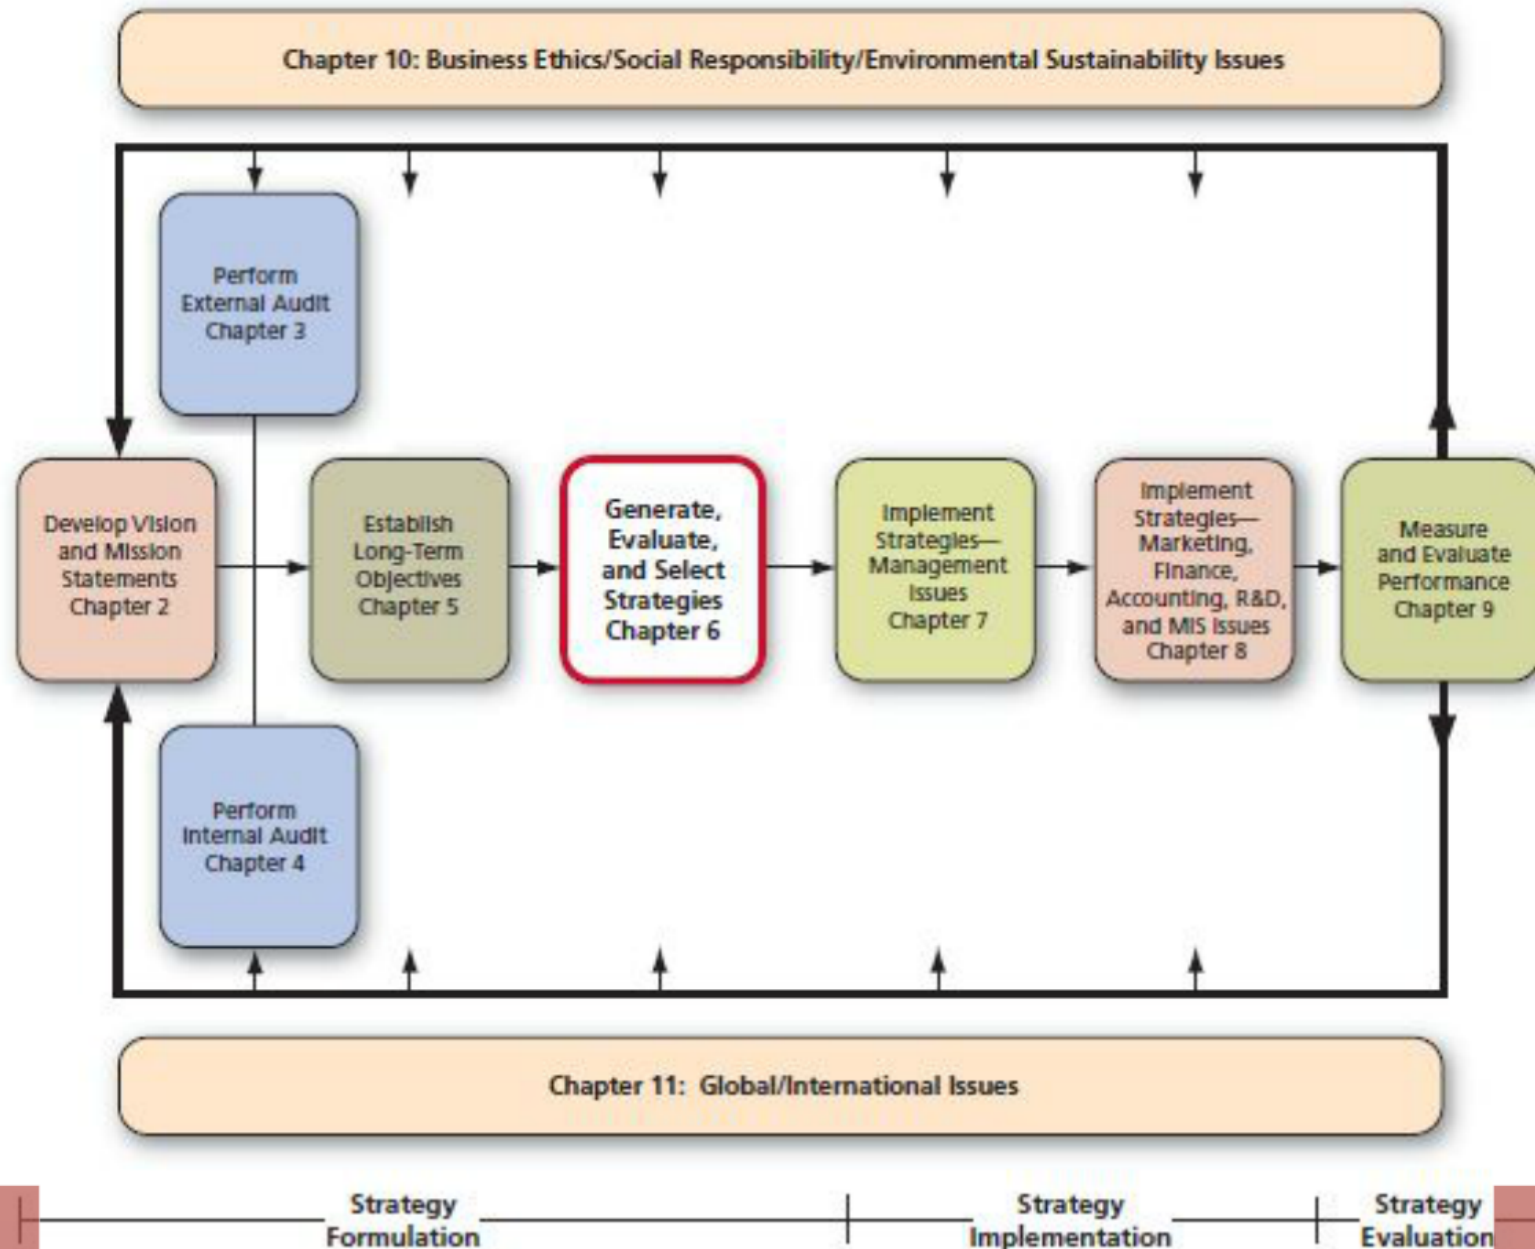 Chapter 10: Business Ethics/Social Responsibility/Environmental Sustainability Issues
Perform
External Audit
Chapter 3
Develop Vision
and Mission
Statements
Chapter 2
Establish
Long-Term
Objectives
Chapter 5
Generate,
Evaluate,
and Select
Strategies
Chapter 6
Implement
Strategies—
Management
Issues
Chapter 7
Implement
Strategies—
Marketing,
Finance,
Accounting, R&D,
and MIS Issues
Chapter 8
Measure
and Evaluate
Performance
Chapter 9
Perform
Internal Audit
Chapter 4
Chapter 11: Global/International Issues
Strategy
Formulation
Strategy
Implementation
Strategy
Evaluation